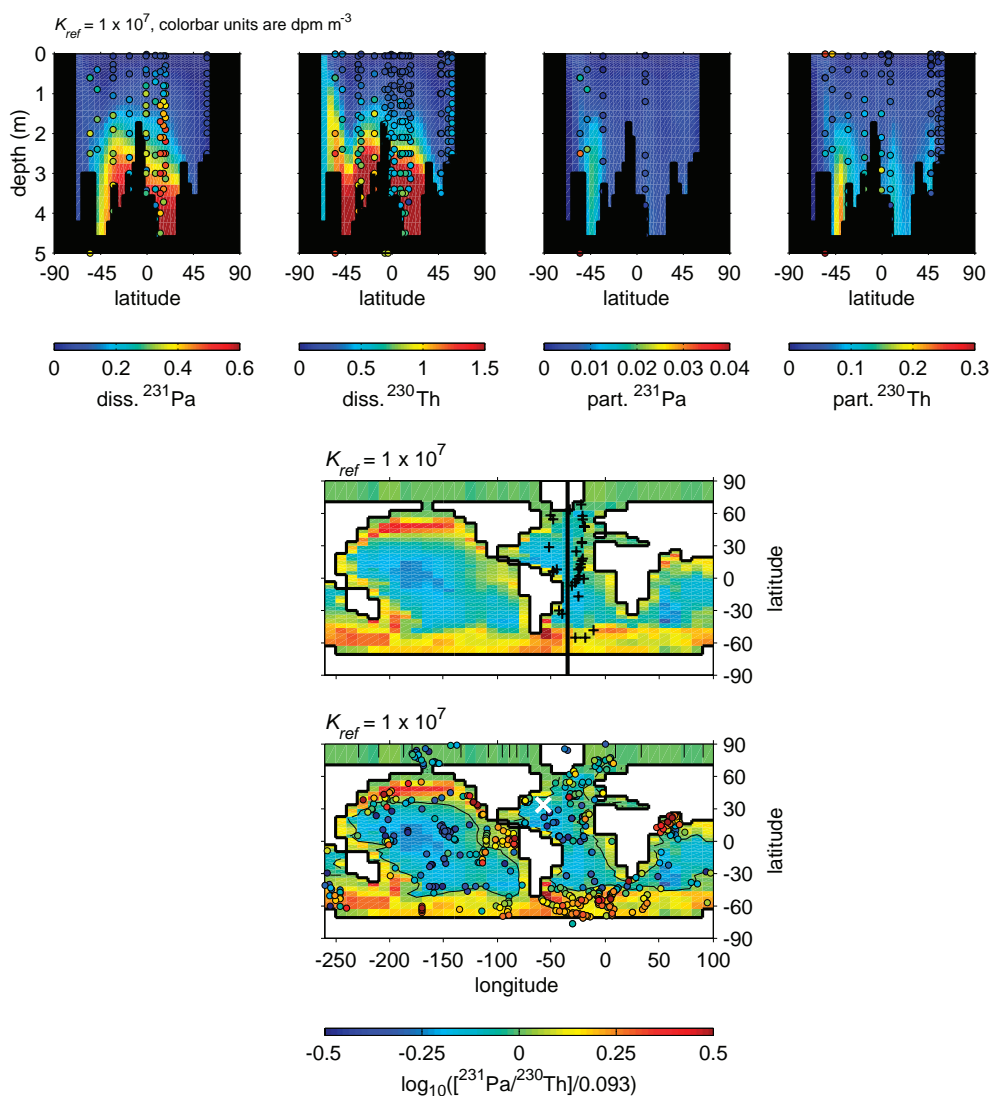 K_ref = 1 x 10^7, colorbar units are dpm m^-3
0
1
2
3
4
5
depth (m)
-90 -45 0 45 90
-90 -45 0 45 90
-90 -45 0 45 90
-90 -45 0 45 90
latitude latitude latitude latitude
0 0.2 0.4 0.6
0 0.5 1 1.5
0 0.01 0.02 0.03 0.04
0 0.1 0.2 0.3
diss. ^231Pa
diss. ^230Th
part. ^231Pa
part. ^230Th
K_ref = 1 x 10^7
90
60
30
0
-30
-60
-90
latitude
K_ref = 1 x 10^7
90
60
30
0
-30
-60
-90
latitude
-250 -200 -150 -100 -50 0 50 100
longitude
-0.5 -0.25 0 0.25 0.5
log_10([^231Pa/^230Th]/0.093)